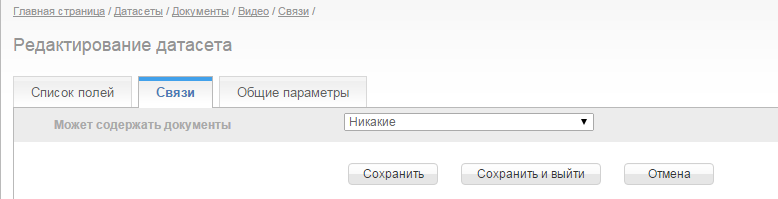 Главная страница / Датасеты / Документы / Видео / Связи /
Редактирование датасета
Список полей Связи Общие параметры
Может содержать документы Никакие
Сохранить Сохранить и выйти Отмена